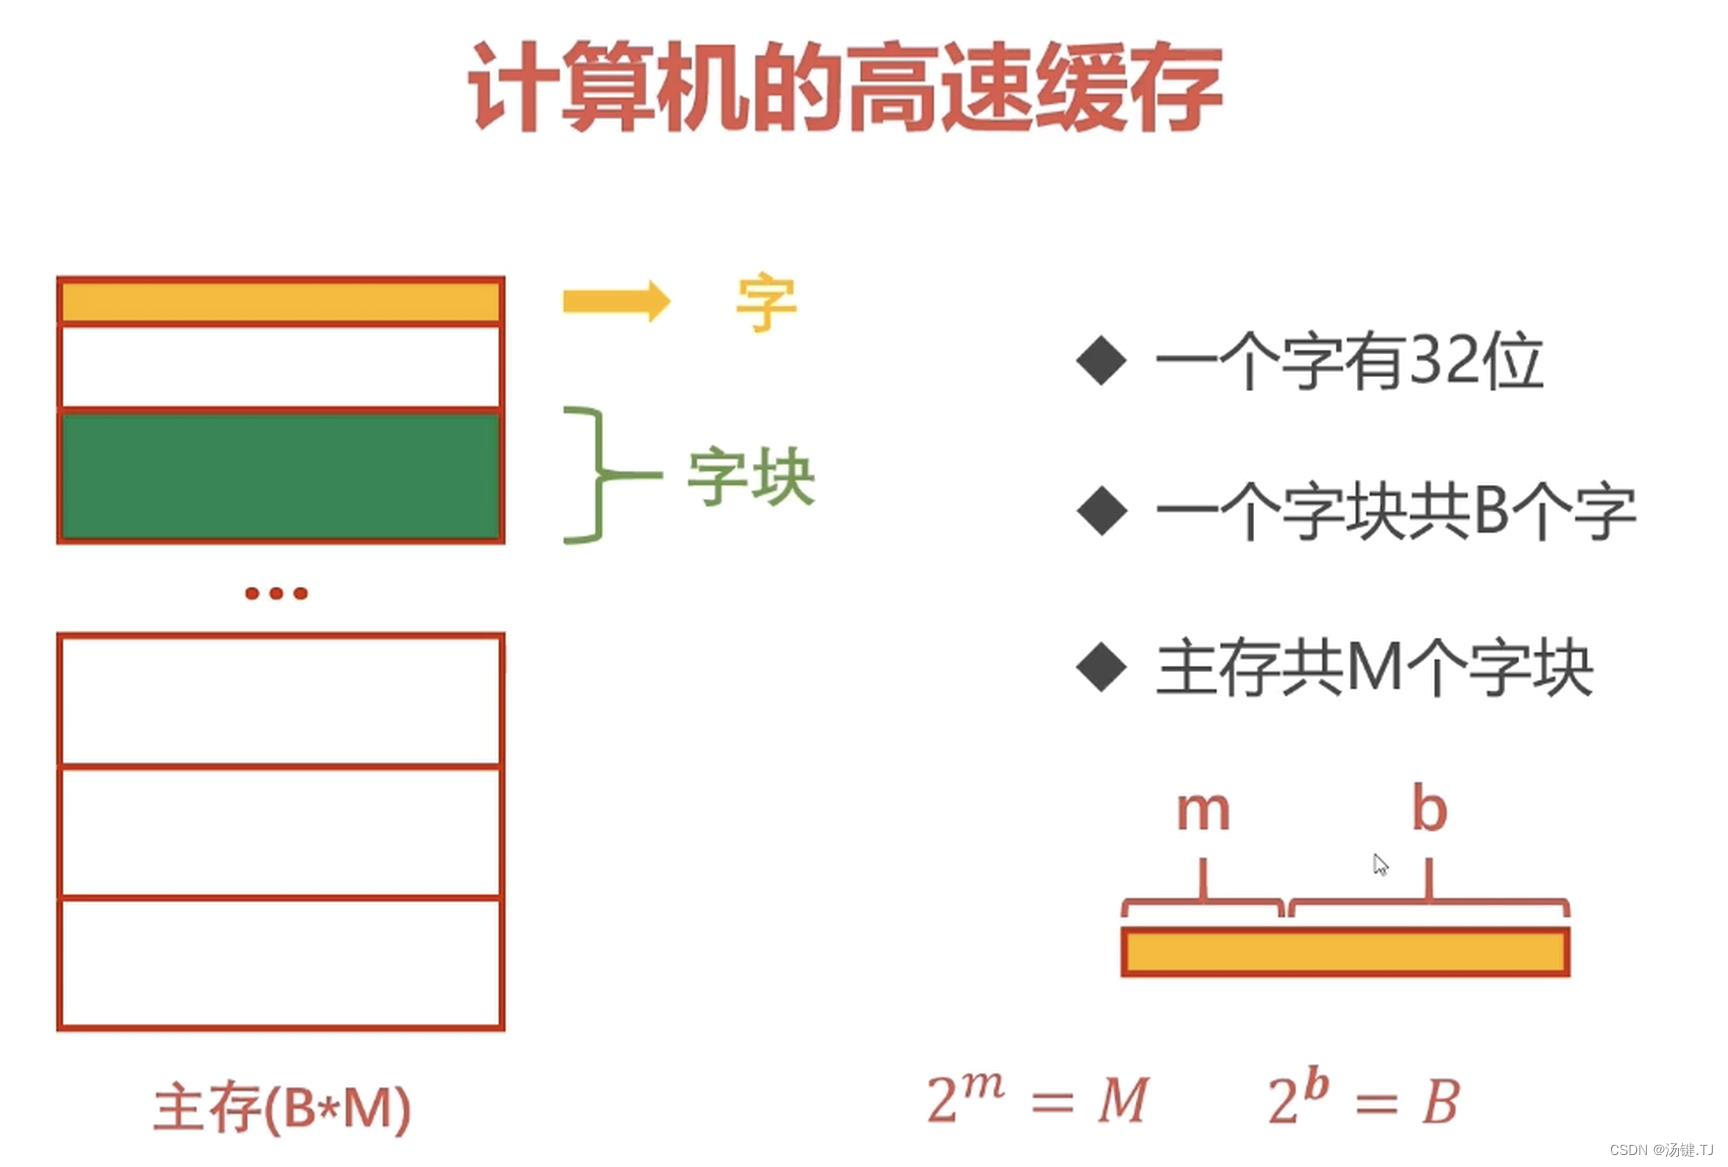 计算机的高速缓存
字
字块
一个字有32位
一个字块共B个字
主存共M个字块
m
b
主存(B*M)
2^m = M
2^b = B
CSDN @汤键.TJ